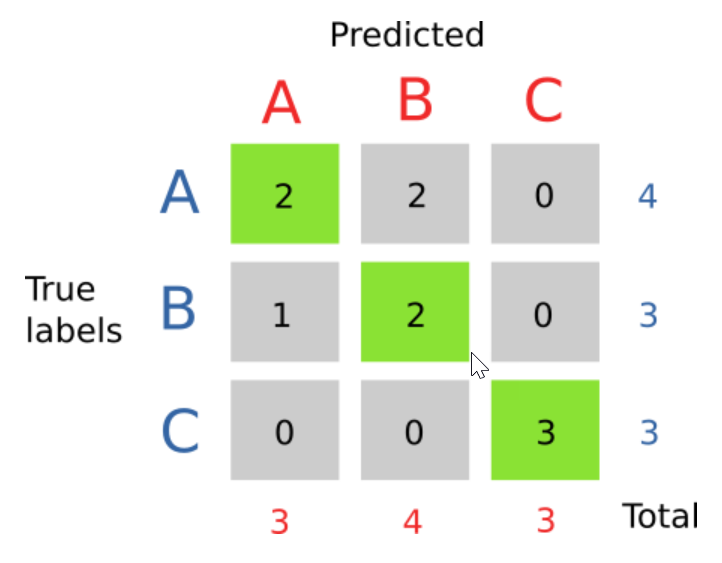 Predicted
A B C
A 2 2 0 4
True
labels
B 1 2 0 3
C 0 0 3 3
3 4 3 Total